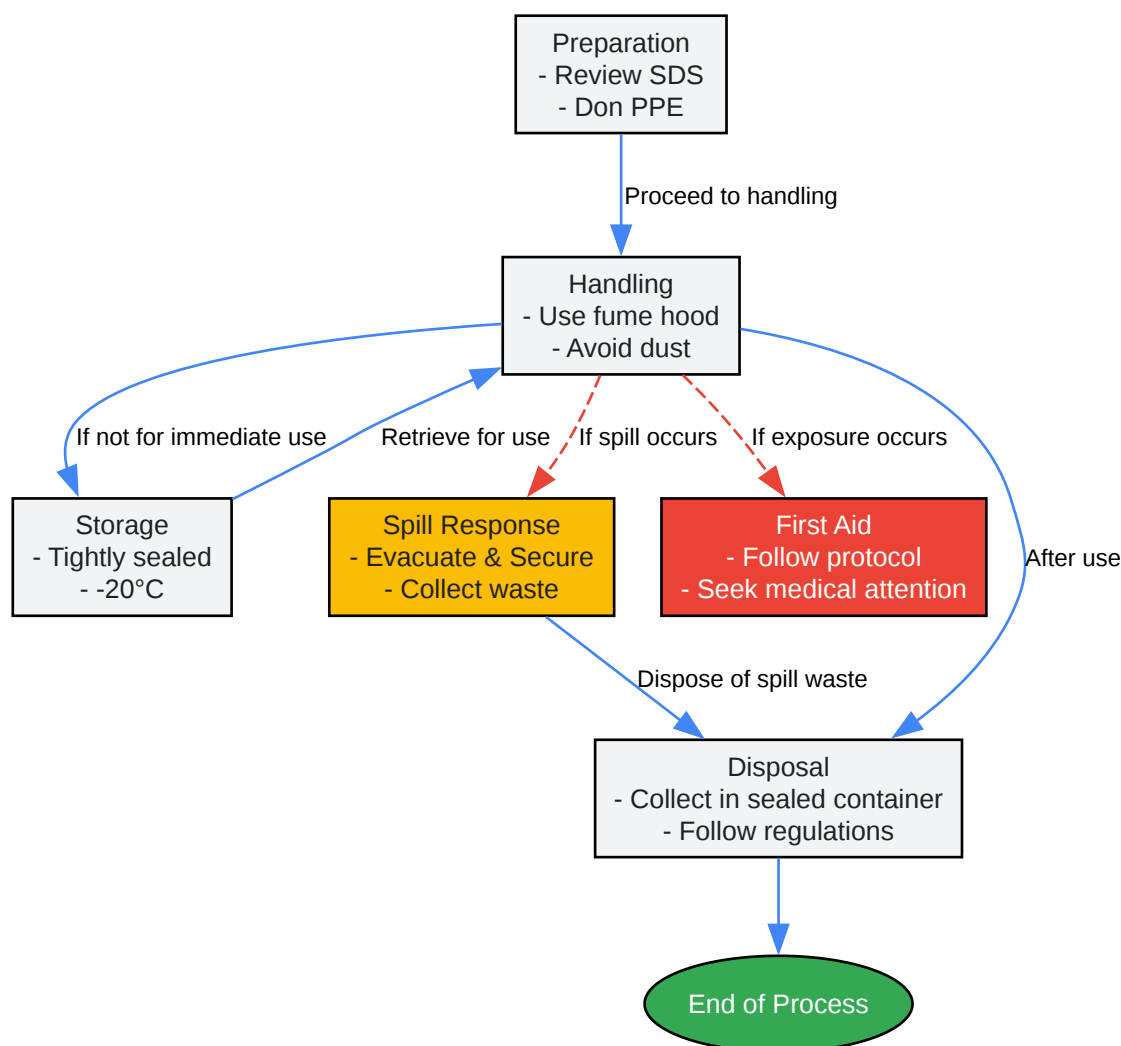 Preparation
- Review SDS
- Don PPE
Proceed to handling
Handling
- Use fume hood
- Avoid dust
If not for immediate use
Retrieve for use
If spill occurs
If exposure occurs
Storage
- Tightly sealed
- -20°C
Spill Response
- Evacuate & Secure
- Collect waste
First Aid
- Follow protocol
- Seek medical attention
After use
Dispose of spill waste
Disposal
- Collect in sealed container
- Follow regulations
End of Process